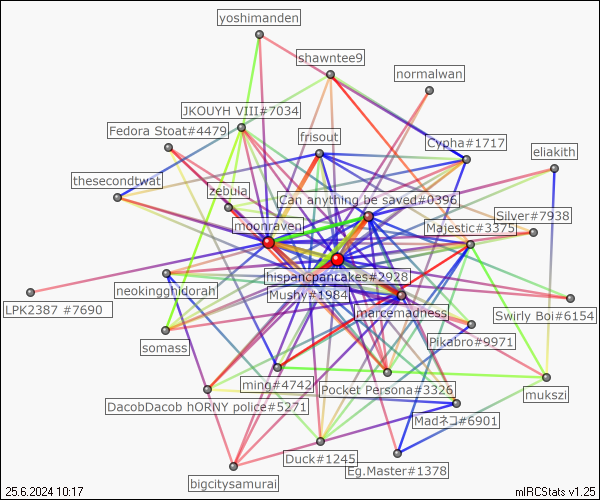 yoshimanden
shawntee9
normalwan
JKOUYH VIII#7034
Fedora Stoat#4479
frisout
Cypha#1717
eliakith
thesecondtwat
zebula
Can anything be saved#0396
Silver#7938
moonraven
Majestic#3375
hispancpancakes#2928
neokingghidorah
Mushy#1984
LPK2387 #7690
marcemadness
Swirly Boi#6154
somass
Pikabro#9971
ming#4742
Pocket Persona#3326
mukszi
DacobDacob hORNY police#5271
Madネコ#6901
Duck#1245
Eg.Master#1378
bigcitysamurai
25.6.2024 10:17
mIRCStats v1.25